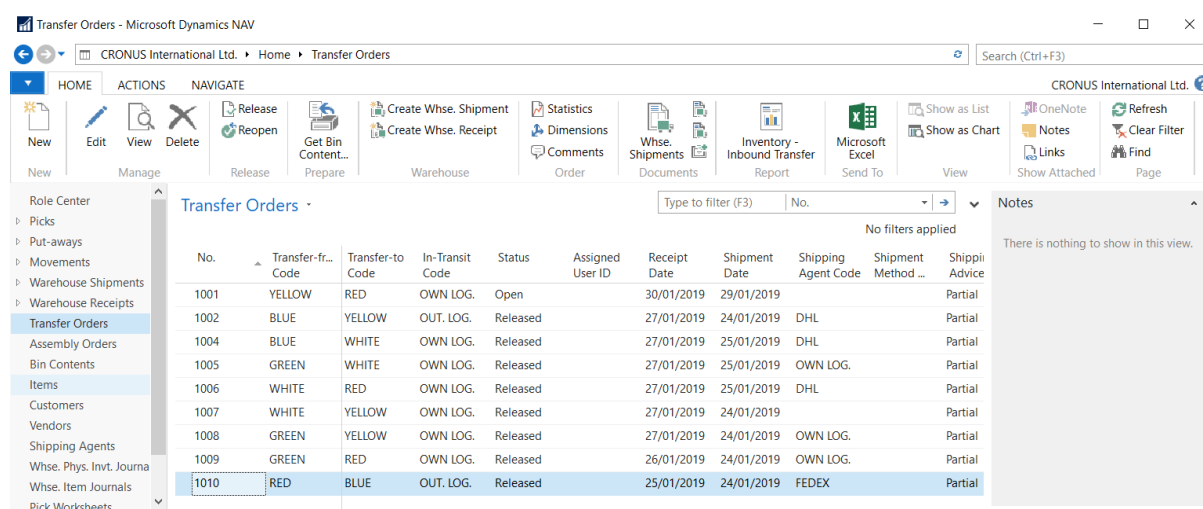 Transfer Orders - Microsoft Dynamics NAV
CRONUS International Ltd. Home Transfer Orders
Search (Ctrl+F3)
HOME ACTIONS NAVIGATE CRONUS International Ltd.
New
Edit View Delete
Release
Reopen
Get Bin Content...
Create Whse. Shipment
Create Whse. Receipt
Statistics
Dimensions
Comments
Whse. Shipments
Inventory - Inbound Transfer
Microsoft Excel
Show as List
Show as Chart
OneNote
Notes
Links
Refresh
Clear Filter
Find
New Manage Release Prepare Warehouse Order Documents Report Send To View Show Attached Page
Role Center
Picks
Put-aways
Movements
Warehouse Shipments
Warehouse Receipts
Transfer Orders
Assembly Orders
Bin Contents
Items
Customers
Vendors
Shipping Agents
Whse. Phys. Invt. Journa
Whse. Item Journals
Pick Worksheets
Transfer Orders
Type to filter (F3) No.
No filters applied
No. Transfer-fr... Code Transfer-to Code In-Transit Code Status Assigned User ID Receipt Date Shipment Date Shipping Agent Code Shipment Method ... Shippi Advice
1001 YELLOW RED OWN LOG. Open 30/01/2019 29/01/2019 Partial
1002 BLUE YELLOW OUT. LOG. Released 27/01/2019 24/01/2019 DHL Partial
1004 BLUE WHITE OWN LOG. Released 27/01/2019 25/01/2019 DHL Partial
1005 GREEN WHITE OWN LOG. Released 27/01/2019 25/01/2019 OWN LOG. Partial
1006 WHITE RED OWN LOG. Released 27/01/2019 25/01/2019 DHL Partial
1007 WHITE YELLOW OWN LOG. Released 27/01/2019 24/01/2019 Partial
1008 GREEN YELLOW OWN LOG. Released 27/01/2019 24/01/2019 OWN LOG. Partial
1009 GREEN RED OWN LOG. Released 26/01/2019 24/01/2019 OWN LOG. Partial
1010 RED BLUE OUT. LOG. Released 25/01/2019 24/01/2019 FEDEX Partial
Notes
There is nothing to show in this view.